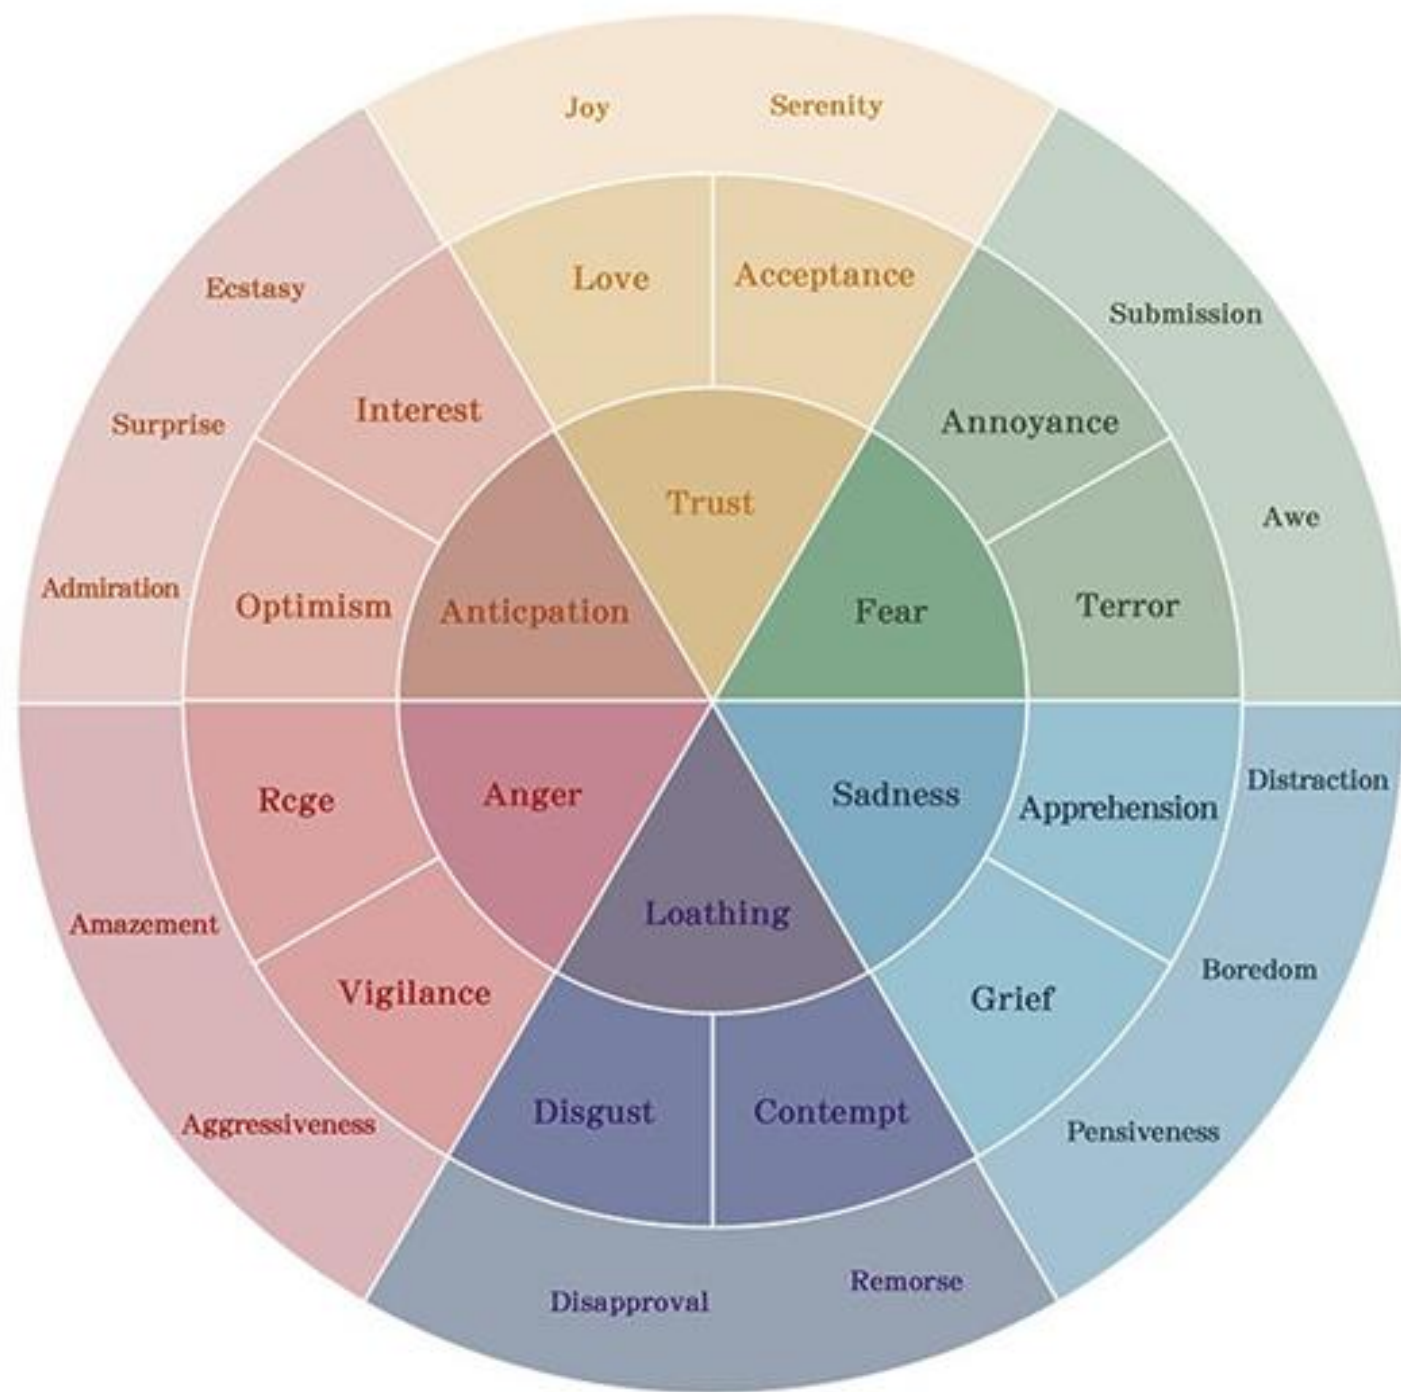 Joy
Serenity
Ecstasy
Love
Acceptance
Submission
Surprise
Interest
Annoyance
Trust
Awe
Admiration
Optimism
Anticpation
Fear
Terror
Rcge
Anger
Sadness
Apprehension
Distraction
Amazement
Loathing
Boredom
Vigilance
Grief
Aggressiveness
Disgust
Contempt
Pensiveness
Disapproval
Remorse